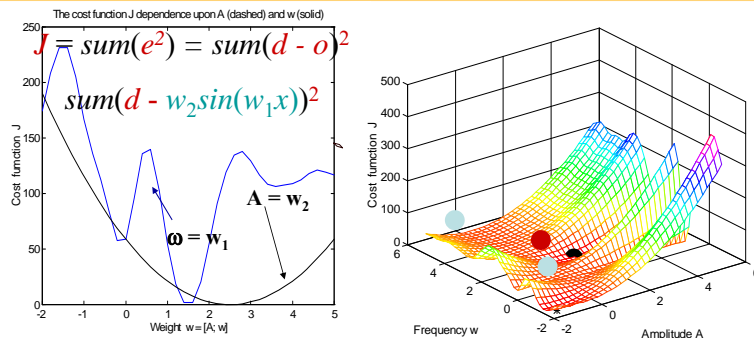 The cost function J dependence upon A (dashed) and w (solid)
J = sum(e²) = sum(d - o)²
sum(d - w₂sin(w₁x))²
250
200
150
100
50
0
Cost function J
A = w₂
ω = w₁
-2 -1 0 1 2 3 4 5
Weight w = [A; w]
500
400
300
200
100
0
Cost function J
6
4
2
0
-2
Frequency w
-2
0
2
4
6
Amplitude A
*